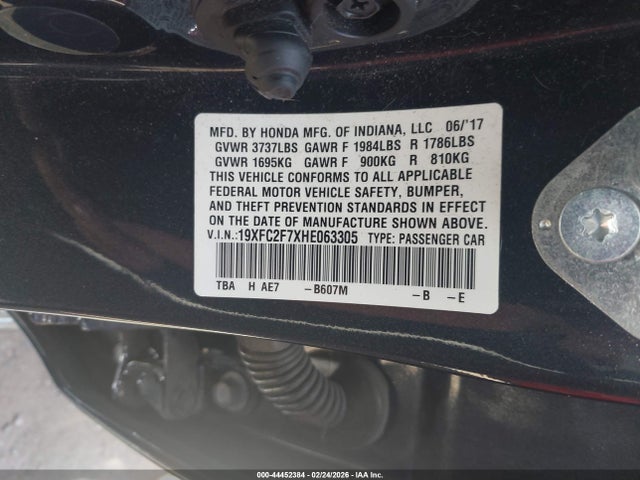 MFD. BY HONDA MFG. OF INDIANA, LLC 06/'17
GVWR 3737LBS GAWR F 1984LBS R 1786LBS
GVWR 1695KG GAWR F 900KG R 810KG
THIS VEHICLE CONFORMS TO ALL APPLICABLE
FEDERAL MOTOR VEHICLE SAFETY, BUMPER,
AND THEFT PREVENTION STANDARDS IN EFFECT
ON THE DATE OF MANUFACTURE SHOWN ABOVE.
V.I.N.: 19XFC2F7XHE063305 TYPE: PASSENGER CAR
TBA H AE7 -B607M -B -E
000-44452384 - 02/24/2026 - IAA Inc.